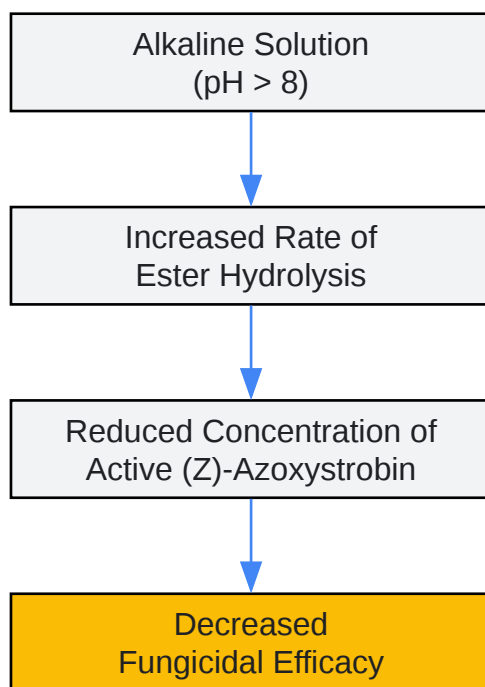 Alkaline Solution
(pH > 8)
Increased Rate of
Ester Hydrolysis
Reduced Concentration of
Active (Z)-Azoxystrobin
Decreased
Fungicidal Efficacy